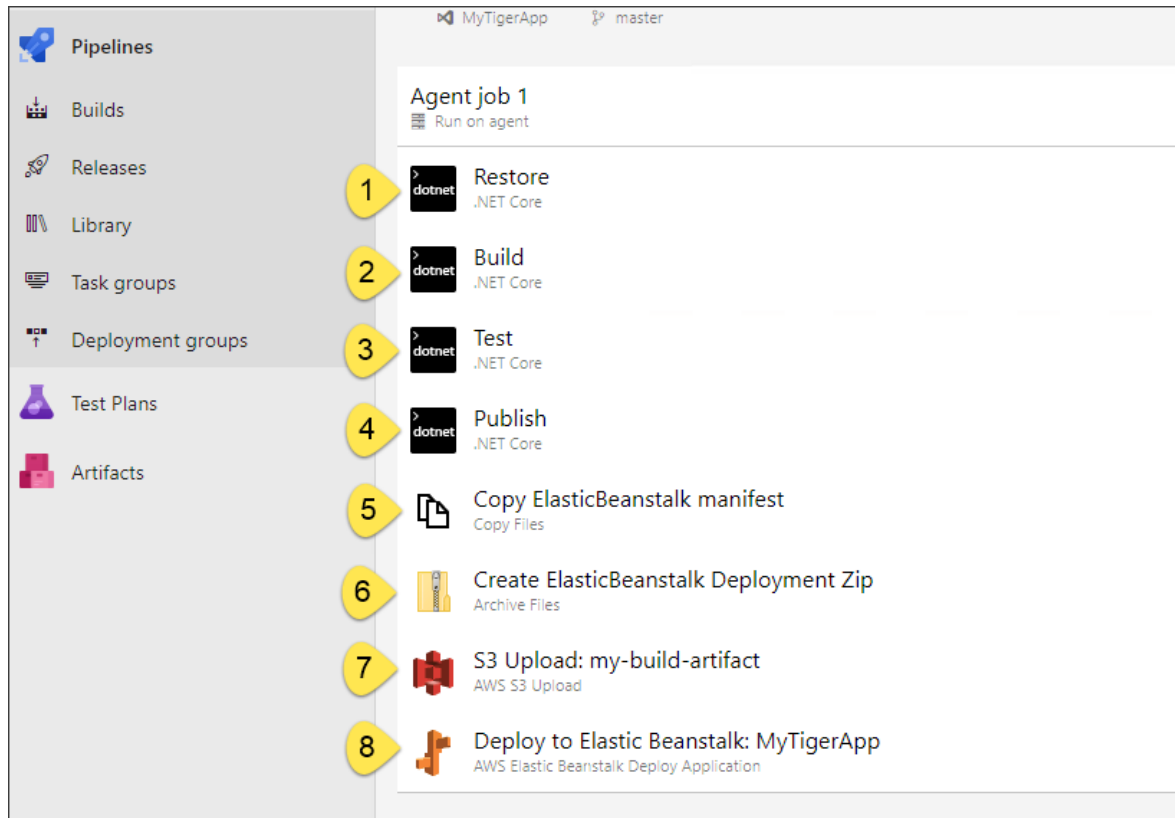 MyTigerApp master
Pipelines
Builds
Releases
Library
Task groups
Deployment groups
Test Plans
Artifacts
Agent job 1
Run on agent
1
>
dotnet
Restore
.NET Core
2
>
dotnet
Build
.NET Core
3
>
dotnet
Test
.NET Core
4
>
dotnet
Publish
.NET Core
5
Copy ElasticBeanstalk manifest
Copy Files
6
Create ElasticBeanstalk Deployment Zip
Archive Files
7
S3 Upload: my-build-artifact
AWS S3 Upload
8
Deploy to Elastic Beanstalk: MyTigerApp
AWS Elastic Beanstalk Deploy Application